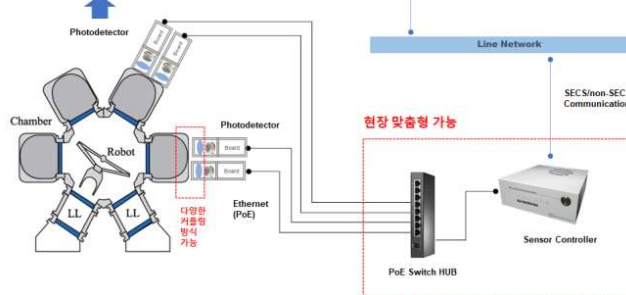 Photodetector
Board
Board
Line Network
SECS/non-SEC
Communication
현장 맞춤형 가능
Chamber
Photodetector
Robot
Board
Board
LL
LL
Ethernet
(PoE)
다양한
커플링
방식
가능
Sensor Controller
PoE Switch HUB